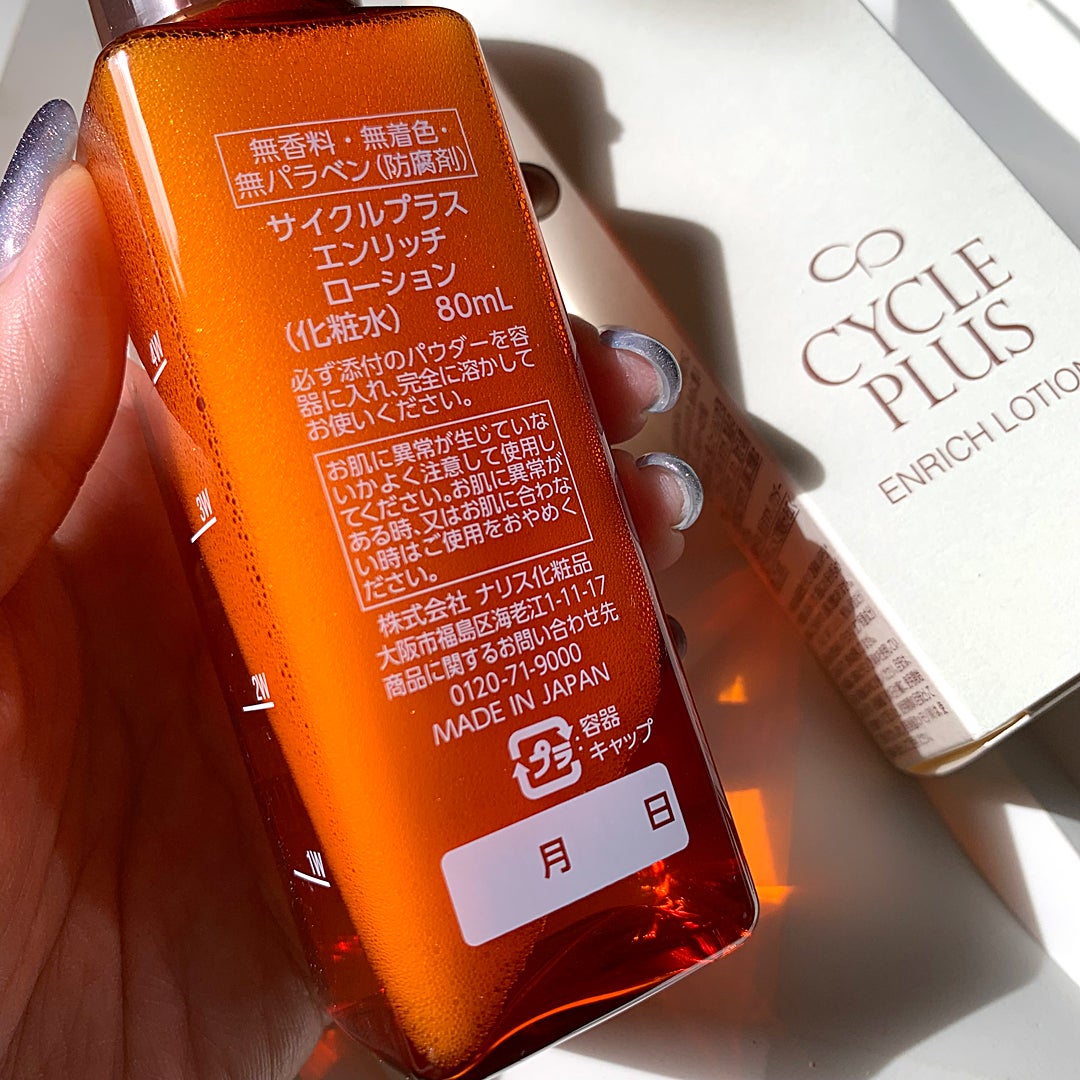 無香料・無着色・
無パラベン(防腐剤)
サイクルプラス
エンリッチ
ローション
(化粧水) 80mL
必ず添付のパウダーを容
器に入れ、完全に溶かして
お使いください。
お肌に異常が生じていな
いかよく注意して使用し
てください。お肌に異常が
ある時、又はお肌に合わな
い時はご使用をおやめく
ださい。
株式会社 ナリス化粧品
大阪市福島区海老江1-11-17
商品に関するお問い合わせ先
0120-71-9000
MADE IN JAPAN
プラ
:容器
キャップ
月 日
4W
3W
2W
1W
CYCLE
PLUS
ENRICH LOTION